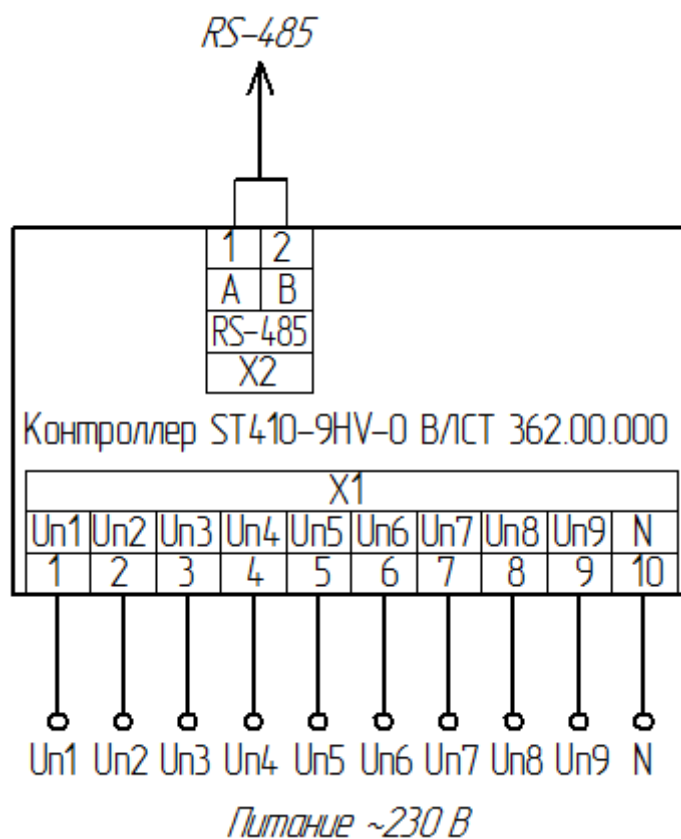 RS-485
1 2
A B
RS-485
X2
Контроллер ST410-9HV-0 ВЛСТ 362.00.000
X1
Un1 Un2 Un3 Un4 Un5 Un6 Un7 Un8 Un9 N
1 2 3 4 5 6 7 8 9 10
Un1 Un2 Un3 Un4 Un5 Un6 Un7 Un8 Un9 N
Питание ~230 В